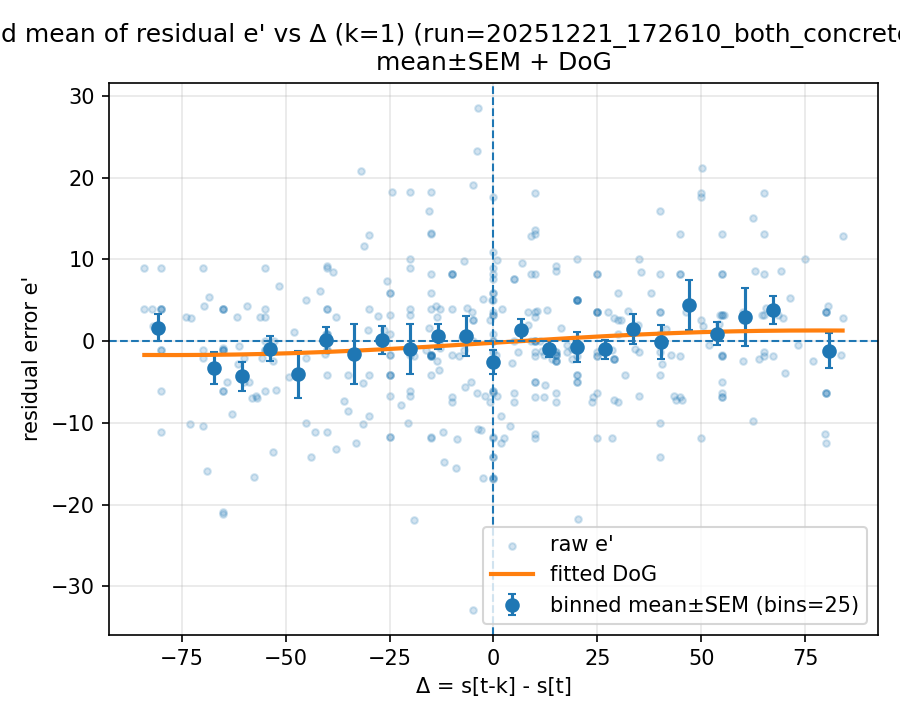 d mean of residual e' vs Δ (k=1) (run=20251221_172610_both_concrete
mean±SEM + DoG
30
20
10
0
−10
−20
−30
residual error e'
raw e'
fitted DoG
binned mean±SEM (bins=25)
−75
−50
−25
0
25
50
75
Δ = s[t-k] - s[t]